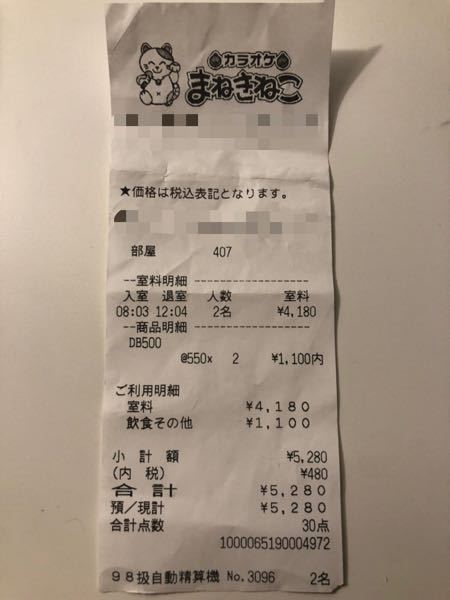 カラオケ
まねきねこ
★価格は税込表記となります。
部屋 407
--室料明細 ------------------
入室 退室 人数 室料
08:03 12:04 2名 ¥4,180
--商品明細 ------------------
DB500
@550× 2 ¥1,100内
ご利用明細
室料 ¥4,180
飲食その他 ¥1,100
小 計 額 ¥5,280
(内 税) ¥480
合 計 ¥5,280
預/現計 ¥5,280
合計点数 30点
1000065190004972
98扱自動精算機 No.3096 2名